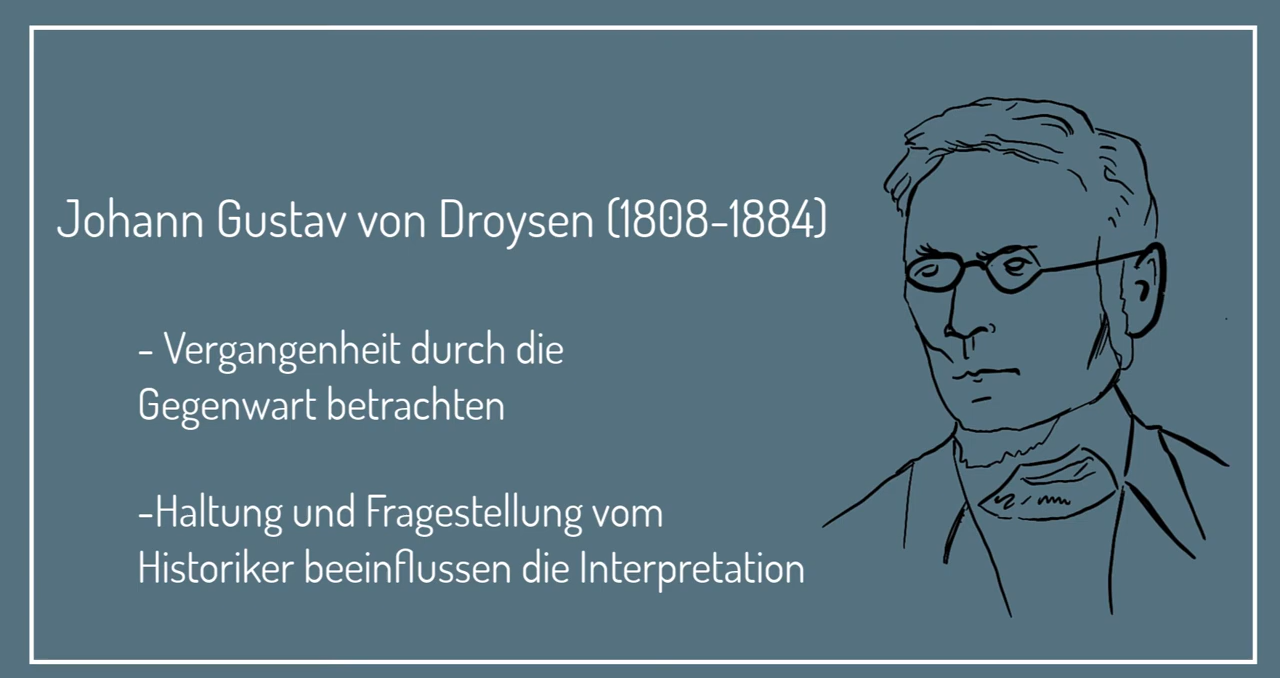 Johann Gustav von Droysen (1808-1884)
- Vergangenheit durch die
Gegenwart betrachten
-Haltung und Fragestellung vom
Historiker beeinflussen die Interpretation